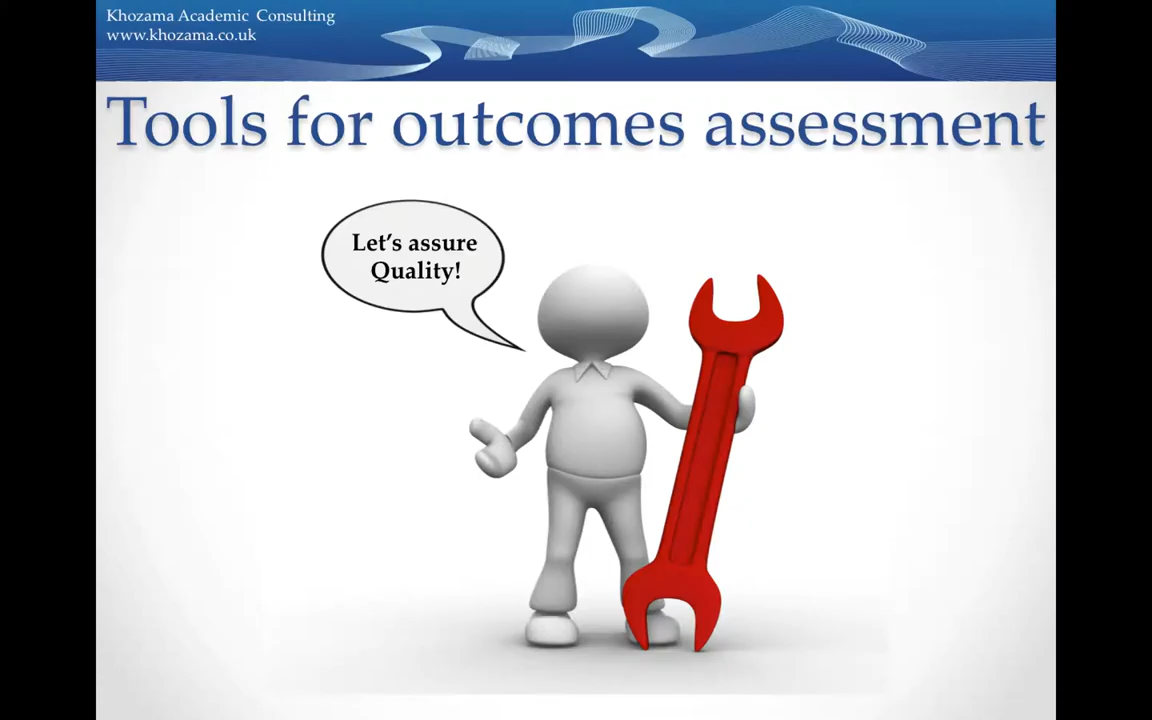 Khozama Academic Consulting
www.khozama.co.uk
Tools for outcomes assessment
Let's assure
Quality!